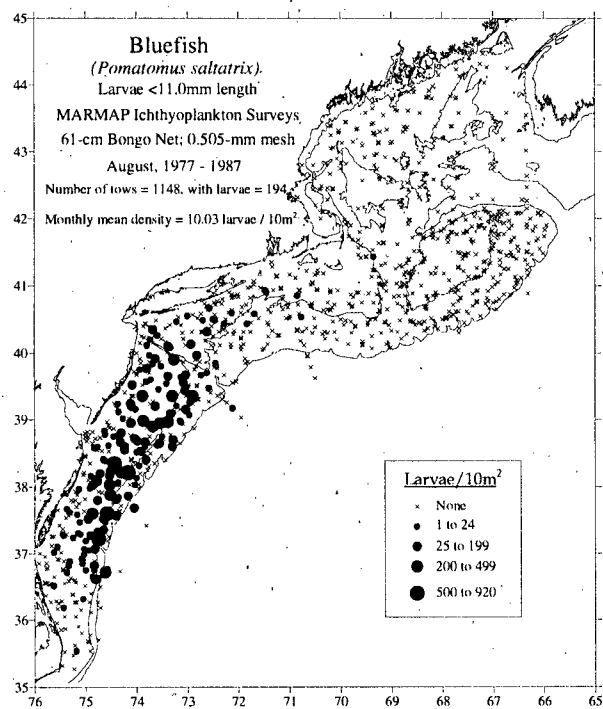 Bluefish
(Pomatomus saltatrix).
Larvae <11.0mm length
MARMAP Ichthyoplankton Surveys
61-cm Bongo Net; 0.505-mm mesh
August, 1977 - 1987
Number of tows = 1148, with larvae = 194
Monthly mean density = 10.03 larvae / 10m²
45
44
43
42
41
40
39
38
37
36
35
Larvae/10m²
None
1 to 24
25 to 199
200 to 499
500 to 920
76 75 74 73 72 71 70 69 68 67 66 65